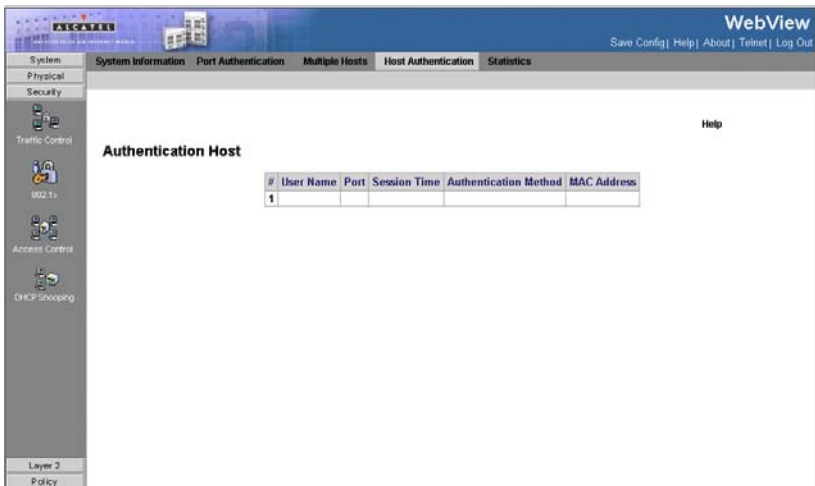 ALCATEL
WebView
Save Config| Help| About| Telnet| Log Out
System
Physical
Security
System Information Port Authentication Multiple Hosts Host Authentication Statistics
Help
Authentication Host
# User Name Port Session Time Authentication Method MAC Address
1
Traffic Control
802.1x
Access Control
DHCP Snooping
Layer 2
Policy